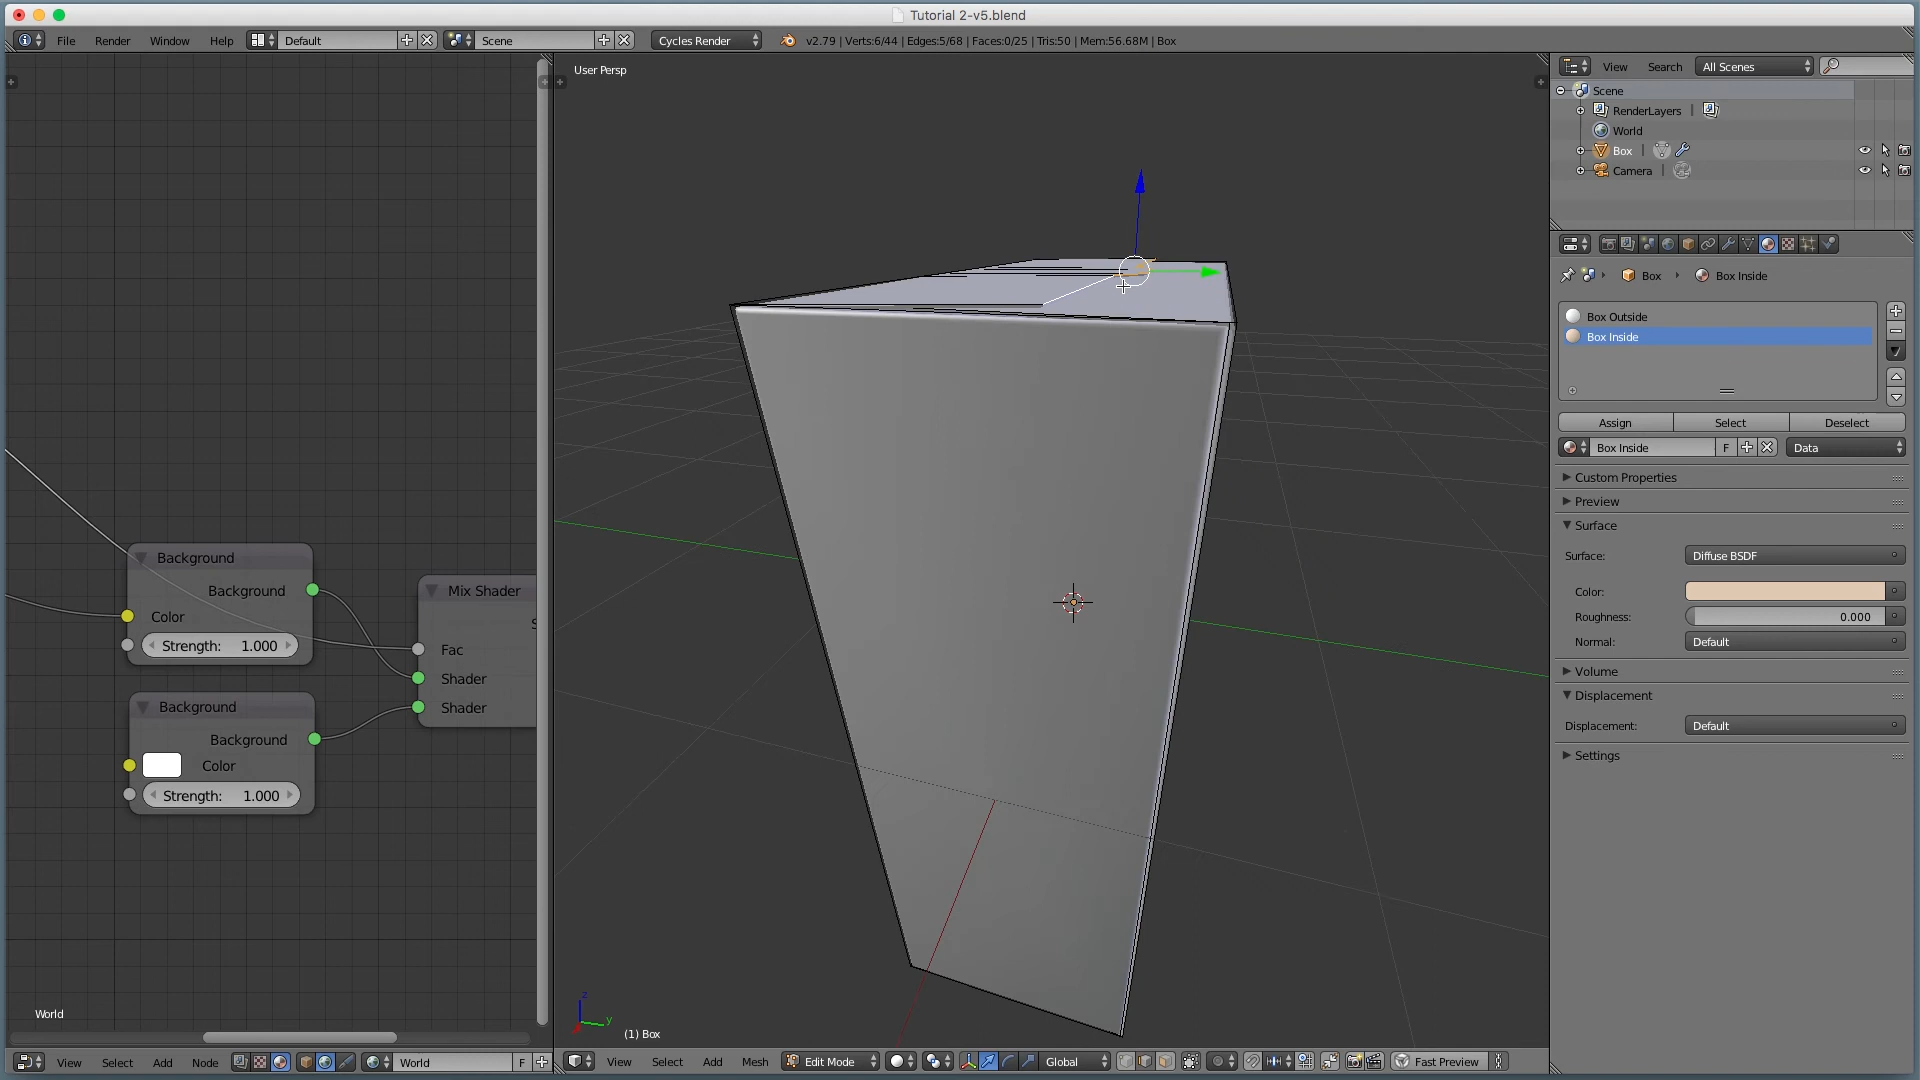 Tutorial 2-v5.blend
File Render Window Help Default Scene Cycles Render v2.79 | Verts:6/44 | Edges:5/68 | Faces:0/25 | Tris:50 | Mem:56.68M | Box
User Persp
View Search All Scenes
Scene
RenderLayers
World
Box
Camera
Box Box Inside
Box Outside
Box Inside
Assign Select Deselect
Box Inside F Data
Custom Properties
Preview
Surface
Surface: Diffuse BSDF
Color:
Roughness: 0.000
Normal: Default
Volume
Displacement
Displacement: Default
Settings
Background
Background
Color
Strength: 1.000
Mix Shader
Fac
Shader
Shader
Background
Background
Color
Strength: 1.000
World
z
y
(1) Box
View Select Add Node World F
View Select Add Mesh Edit Mode Global Fast Preview